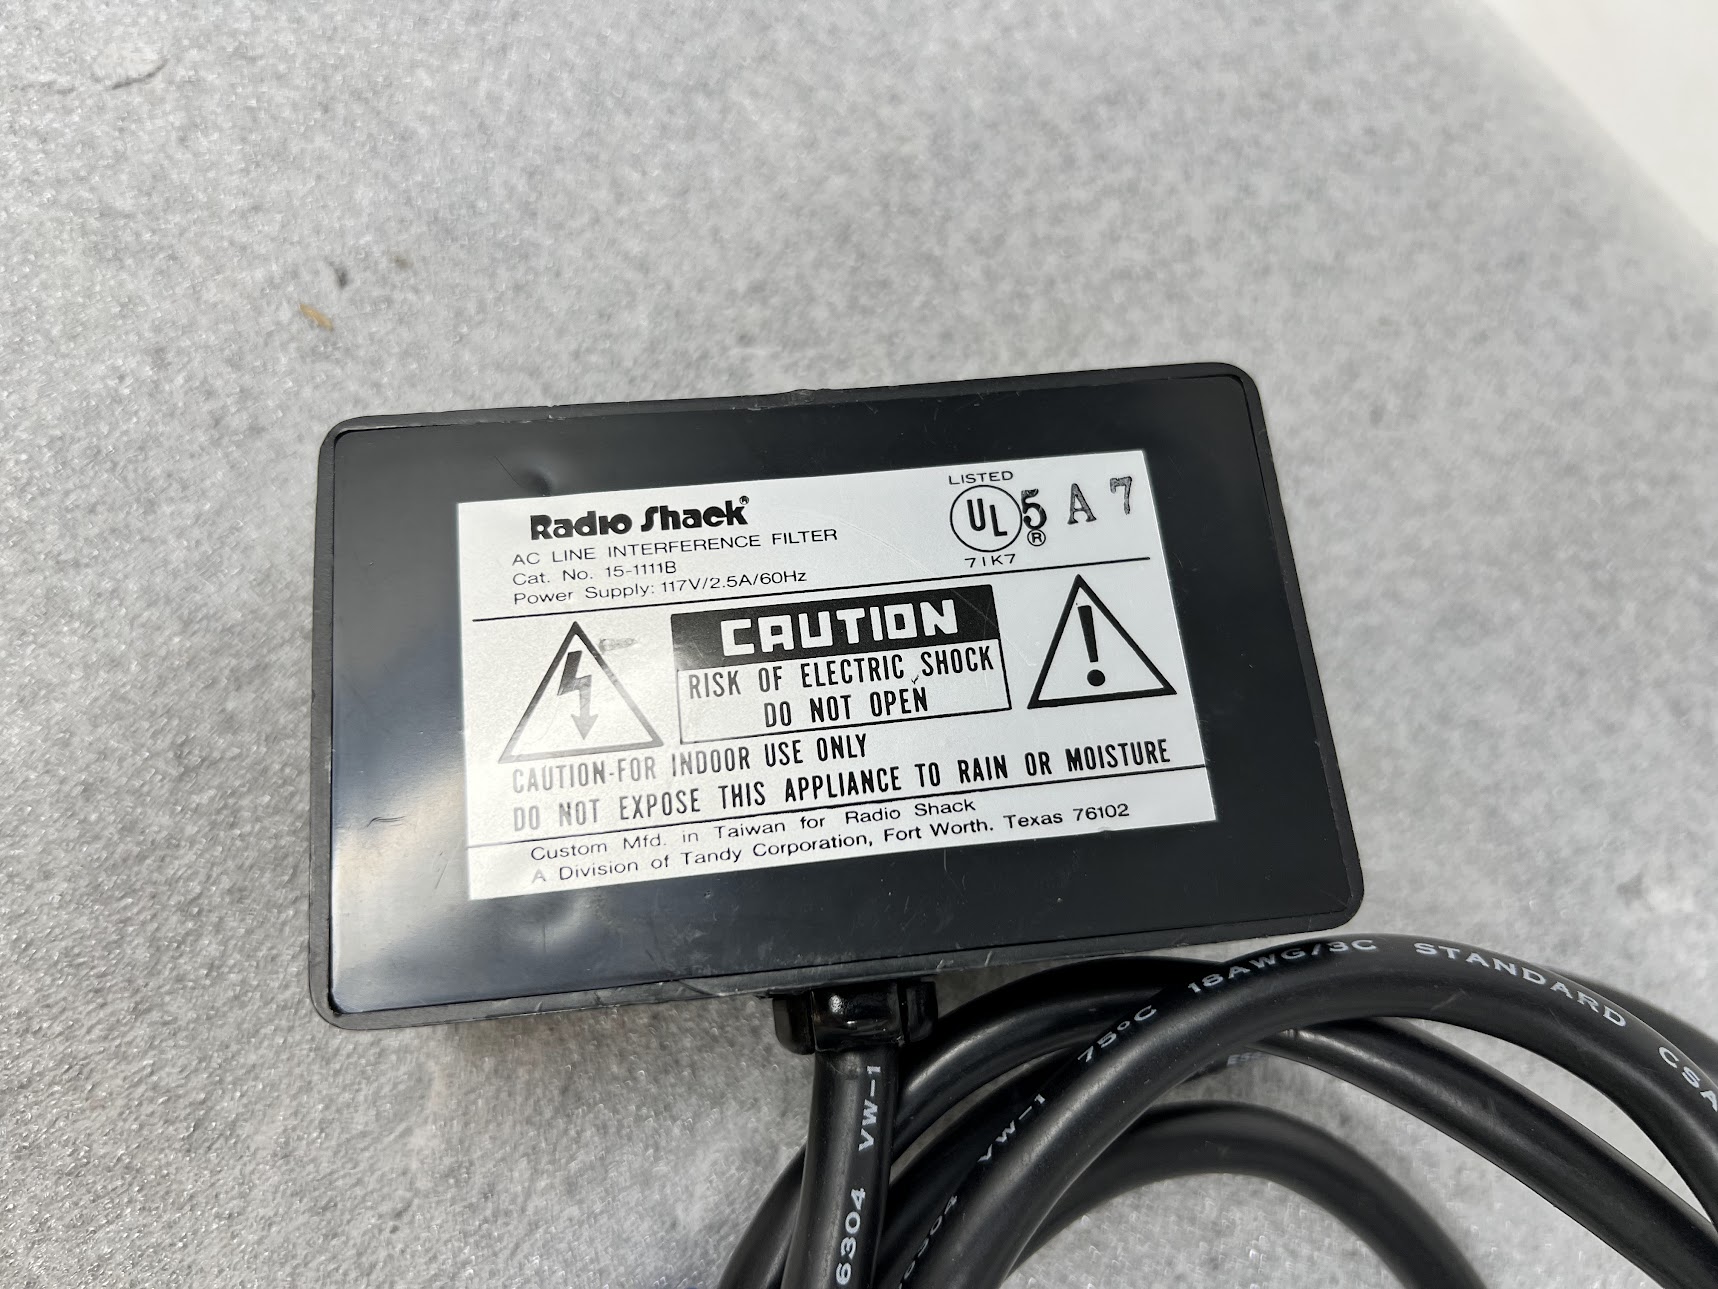 Radio Shack®
AC LINE INTERFERENCE FILTER
Cat. No. 15-1111B
Power Supply: 117V/2.5A/60Hz
LISTED
UL®
71K7
5 A 7
CAUTION
RISK OF ELECTRIC SHOCK
DO NOT OPEN
CAUTION-FOR INDOOR USE ONLY
DO NOT EXPOSE THIS APPLIANCE TO RAIN OR MOISTURE
Custom Mfd. in Taiwan for Radio Shack
A Division of Tandy Corporation, Fort Worth. Texas 76102
6304 VW-1
VW-1 75°C 18AWG/3C STANDARD CSA